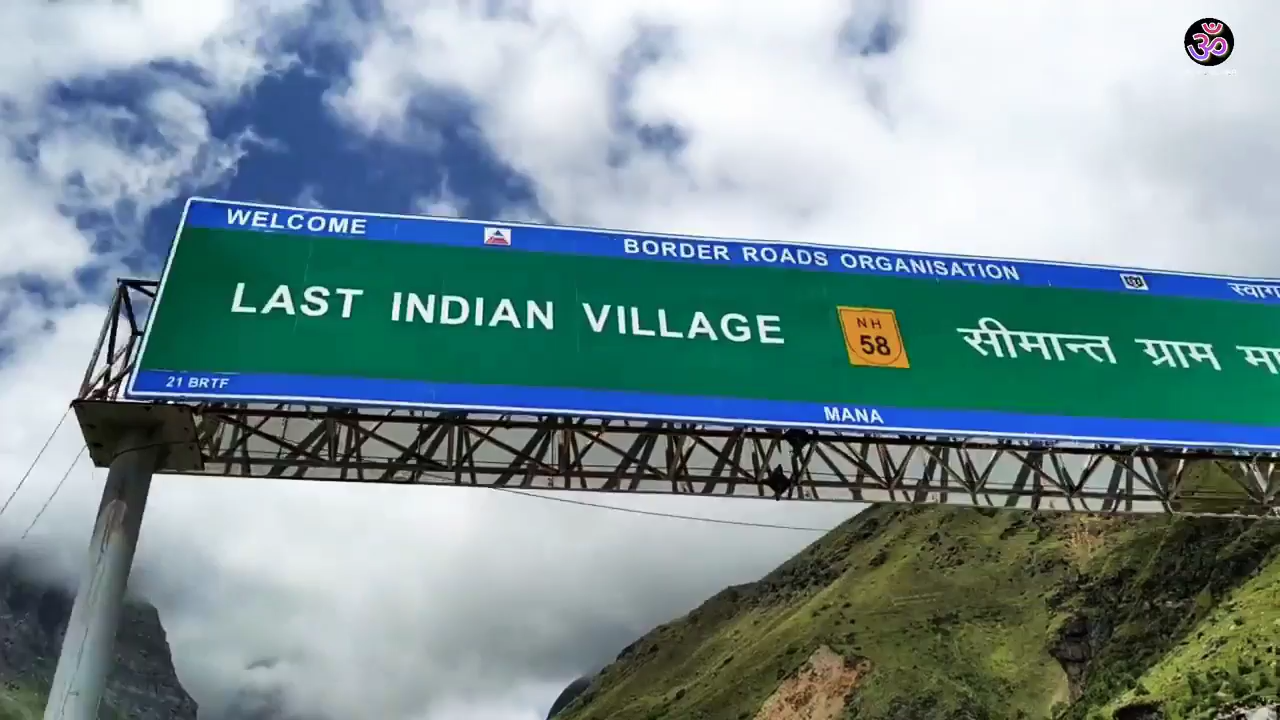 WELCOME
BORDER ROADS ORGANISATION
LAST INDIAN VILLAGE
NH
58
सीमान्त ग्राम
21 BRTF
MANA
ॐ